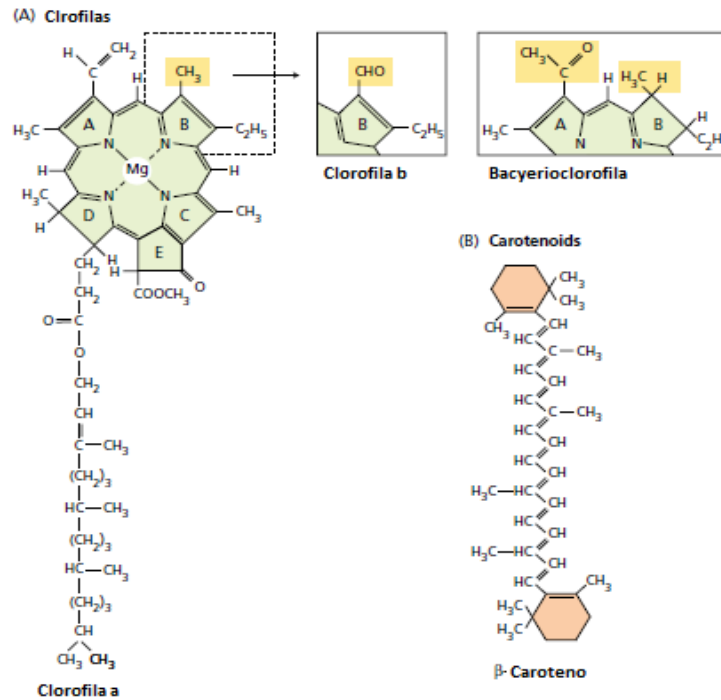 (A) Clrofilas
H CH2
C
H CH3
H3C A B C2H5
N N
H Mg H
H3C N N
D C CH3
H
H E
CH2 H O
CH2 COOCH3
O=C
O
CH2
CH
C—CH3
(CH2)3
HC—CH3
(CH2)3
HC—CH3
(CH2)3
CH
CH3 CH3
Clorofila a
CHO
B C2H5
Clorofila b
CH3 O
C H H3C H
H3C A B H
N N C2H
Bacyerioclorofila
(B) Carotenoids
CH3
CH3
CH3 CH
HC
C—CH3
HC
CH
HC
C—CH3
HC
CH
HC
CH
H3C—HC
CH
HC
CH
H3C—HC
CH
HC CH3
H3C
H3C
β- Caroteno